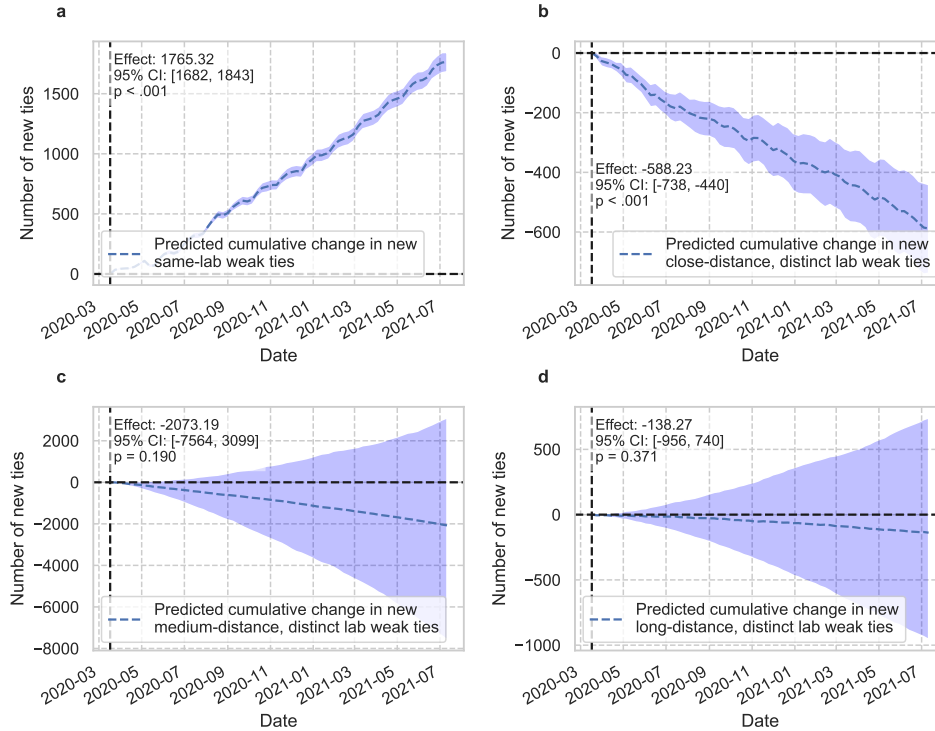 a
Effect: 1765.32
95% CI: [1682, 1843]
p < .001
Number of new ties
1500
1000
500
0
Predicted cumulative change in new
same-lab weak ties
2020-03
2020-05
2020-07
2020-09
2020-11
2021-01
2021-03
2021-05
2021-07
Date
b
Effect: -588.23
95% CI: [-738, -440]
p < .001
Number of new ties
0
−200
−400
−600
Predicted cumulative change in new
close-distance, distinct lab weak ties
2020-03
2020-05
2020-07
2020-09
2020-11
2021-01
2021-03
2021-05
2021-07
Date
c
Effect: -2073.19
95% CI: [-7564, 3099]
p = 0.190
Number of new ties
2000
0
−2000
−4000
−6000
−8000
Predicted cumulative change in new
medium-distance, distinct lab weak ties
2020-03
2020-05
2020-07
2020-09
2020-11
2021-01
2021-03
2021-05
2021-07
Date
d
Effect: -138.27
95% CI: [-956, 740]
p = 0.371
Number of new ties
500
0
−500
−1000
Predicted cumulative change in new
long-distance, distinct lab weak ties
2020-03
2020-05
2020-07
2020-09
2020-11
2021-01
2021-03
2021-05
2021-07
Date